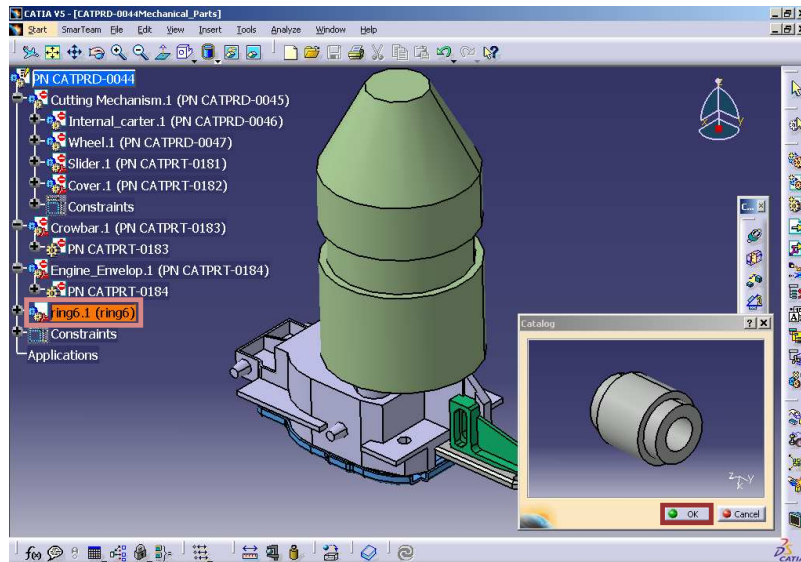 CATIA V5 - [CATPRD-0044Mechanical_Parts]
Start SmarTeam File Edit View Insert Tools Analyze Window Help
PN CATPRD-0044
Cutting Mechanism.1 (PN CATPRD-0045)
Internal_carter.1 (PN CATPRD-0046)
Wheel.1 (PN CATPRD-0047)
Slider.1 (PN CATPRT-0181)
Cover.1 (PN CATPRT-0182)
Constraints
Crowbar.1 (PN CATPRT-0183)
PN CATPRT-0183
Engine_Envelop.1 (PN CATPRT-0184)
PN CATPRT-0184
ring6.1 (ring6)
Constraints
Applications
C...
Catalog
z y
x
OK Cancel
f(x)
CATIA